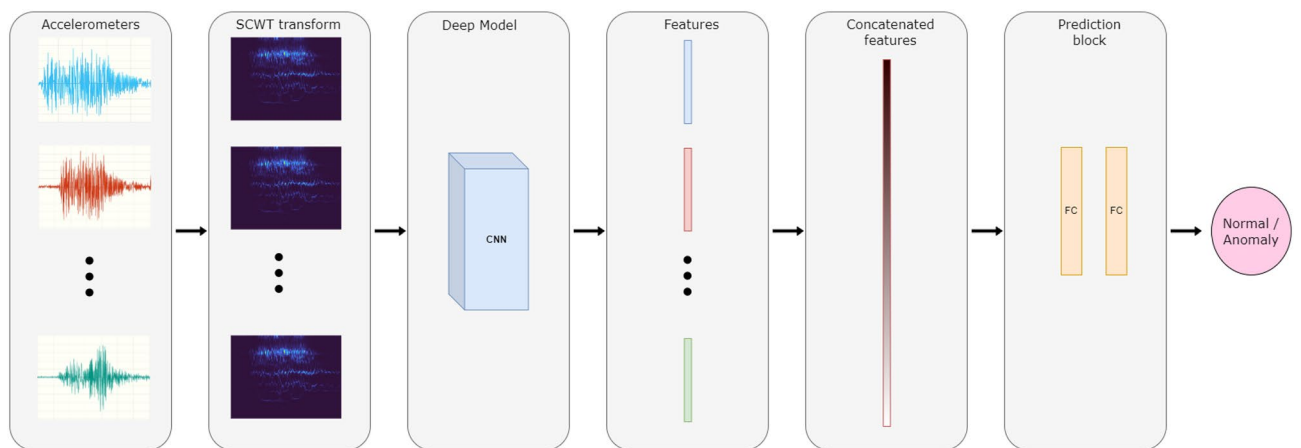 Accelerometers
SCWT transform
Deep Model
Features
Concatenated
features
Prediction
block
CNN
FC
FC
Normal /
Anomaly